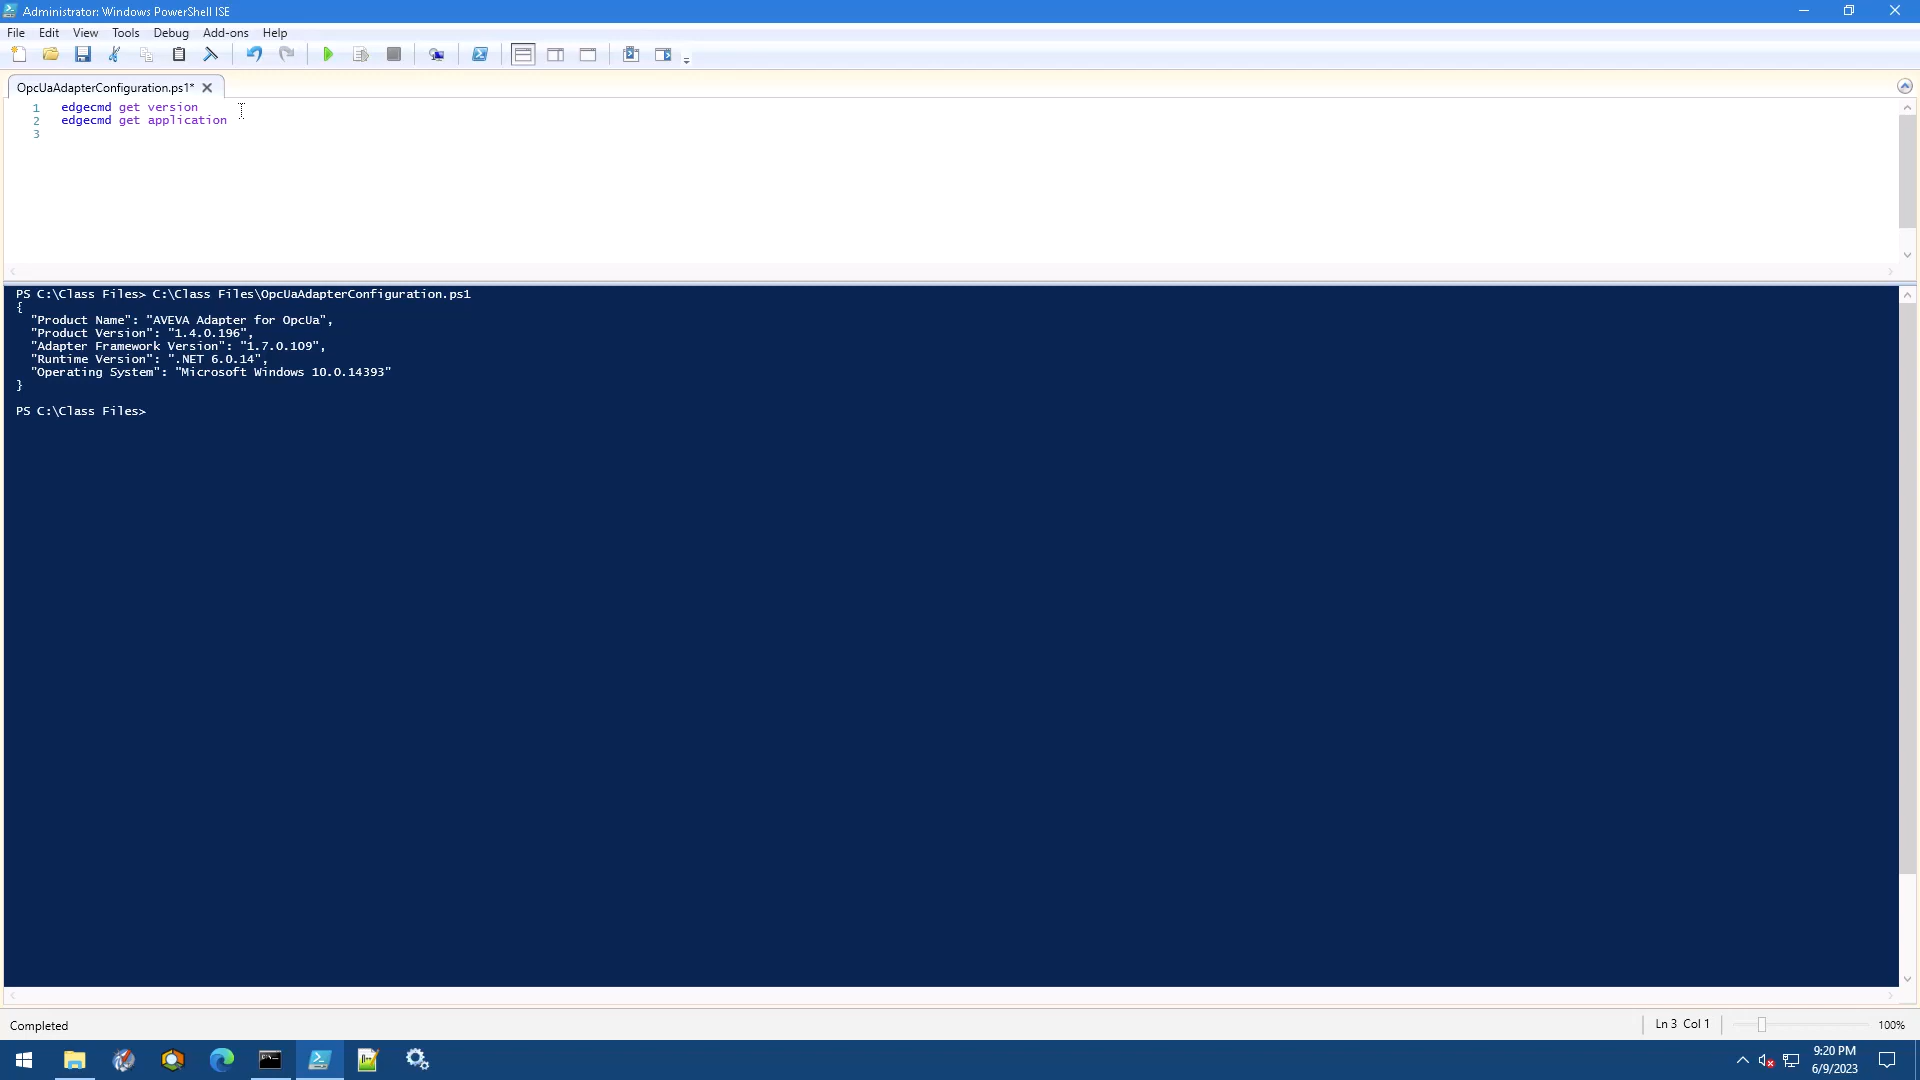 Administrator: Windows PowerShell ISE
File Edit View Tools Debug Add-ons Help
OpcUaAdapterConfiguration.ps1*
1 edgecmd get version
2 edgecmd get application
3
PS C:\Class Files> C:\Class Files\OpcUaAdapterConfiguration.ps1
{
"Product Name": "AVEVA Adapter for OpcUa",
"Product Version": "1.4.0.196",
"Adapter Framework Version": "1.7.0.109",
"Runtime Version": ".NET 6.0.14",
"Operating System": "Microsoft Windows 10.0.14393"
}
PS C:\Class Files>
Completed
Ln 3 Col 1
100%
9:20 PM
6/9/2023